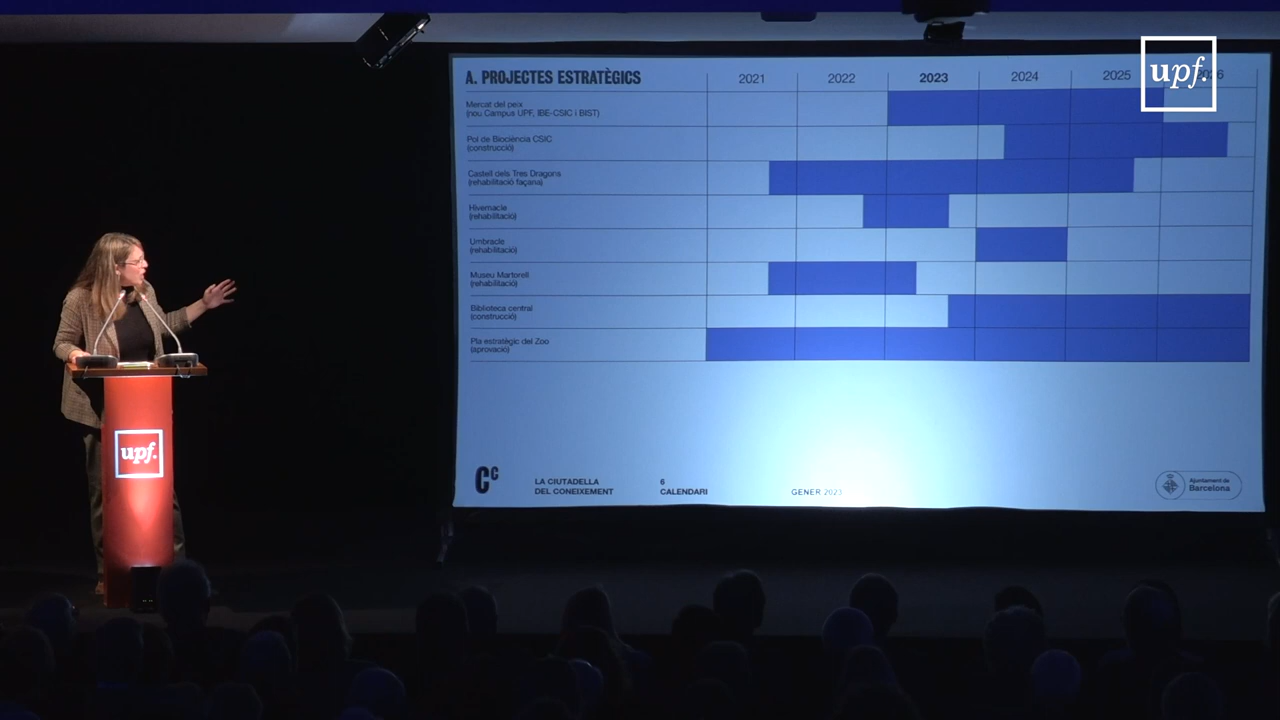 upf.
A. PROJECTES ESTRATÈGICS 2021 2022 2023 2024 2025
Mercat del peix
(nou Campus UPF, IBE-CSIC i BIST)
Pol de Biociència CSIC
(construcció)
Castell dels Tres Dragons
(rehabilitació façana)
Hivernacle
(rehabilitació)
Umbracle
(rehabilitació)
Museu Martorell
(rehabilitació)
Biblioteca central
(construcció)
Pla estratègic del Zoo
(aprovació)
upf.
Cc
LA CIUTADELLA
DEL CONEIXEMENT
6
CALENDARI
GENER 2023
Ajuntament de
Barcelona